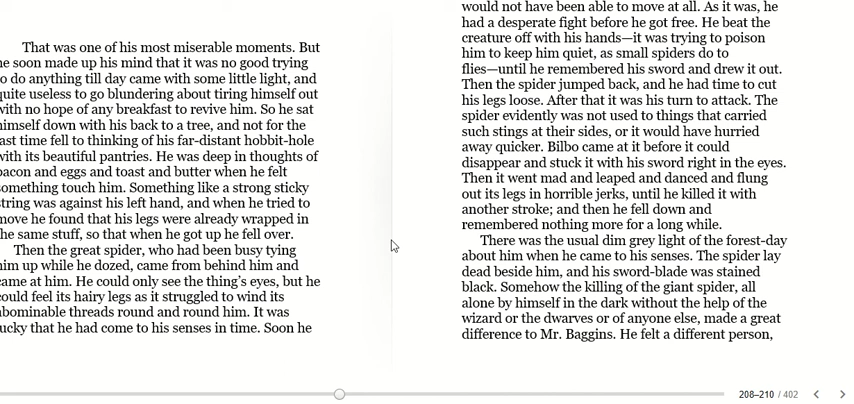 That was one of his most miserable moments. But
he soon made up his mind that it was no good trying
to do anything till day came with some little light, and
quite useless to go blundering about tiring himself out
with no hope of any breakfast to revive him. So he sat
himself down with his back to a tree, and not for the
last time fell to thinking of his far-distant hobbit-hole
with its beautiful pantries. He was deep in thoughts of
bacon and eggs and toast and butter when he felt
something touch him. Something like a strong sticky
string was against his left hand, and when he tried to
move he found that his legs were already wrapped in
the same stuff, so that when he got up he fell over.
Then the great spider, who had been busy tying
him up while he dozed, came from behind him and
came at him. He could only see the thing's eyes, but he
could feel its hairy legs as it struggled to wind its
abominable threads round and round him. It was
lucky that he had come to his senses in time. Soon he
would not have been able to move at all. As it was, he
had a desperate fight before he got free. He beat the
creature off with his hands—it was trying to poison
him to keep him quiet, as small spiders do to
flies—until he remembered his sword and drew it out.
Then the spider jumped back, and he had time to cut
his legs loose. After that it was his turn to attack. The
spider evidently was not used to things that carried
such stings at their sides, or it would have hurried
away quicker. Bilbo came at it before it could
disappear and stuck it with his sword right in the eyes.
Then it went mad and leaped and danced and flung
out its legs in horrible jerks, until he killed it with
another stroke; and then he fell down and
remembered nothing more for a long while.
There was the usual dim grey light of the forest-day
about him when he came to his senses. The spider lay
dead beside him, and his sword-blade was stained
black. Somehow the killing of the giant spider, all
alone by himself in the dark without the help of the
wizard or the dwarves or of anyone else, made a great
difference to Mr. Baggins. He felt a different person,
208–210 / 402